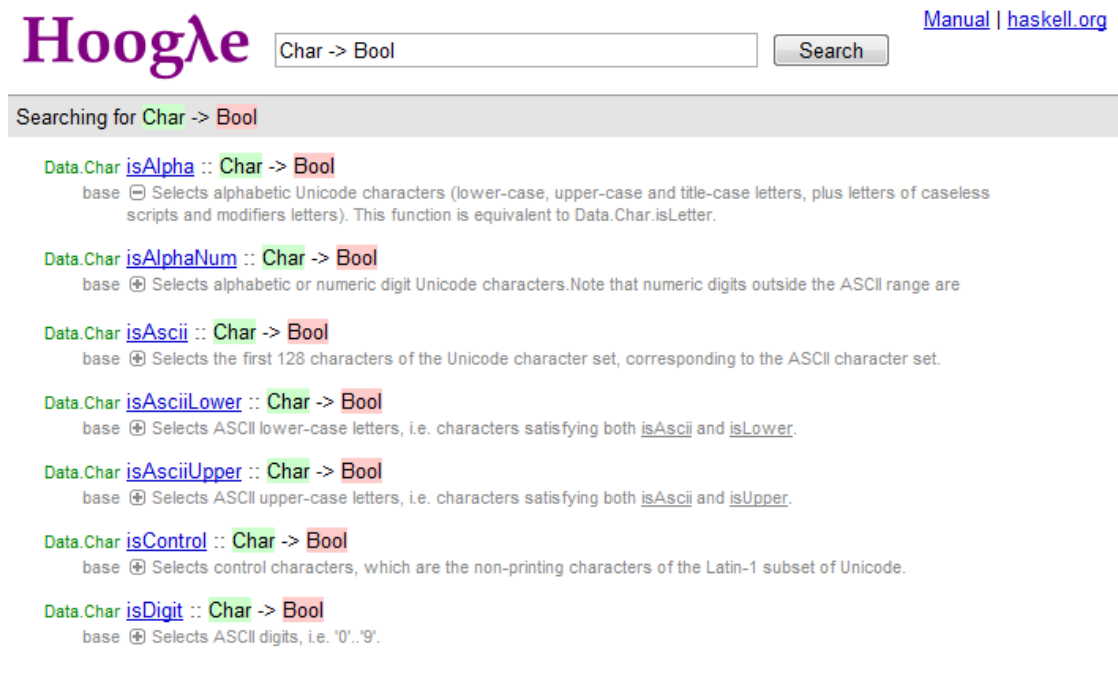 Hoogλe
Char -> Bool
Search
Manual | haskell.org
Searching for Char -> Bool
Data.Char isAlpha :: Char -> Bool
base Selects alphabetic Unicode characters (lower-case, upper-case and title-case letters, plus letters of caseless
scripts and modifiers letters). This function is equivalent to Data.Char.isLetter.
Data.Char isAlphaNum :: Char -> Bool
base Selects alphabetic or numeric digit Unicode characters.Note that numeric digits outside the ASCII range are
Data.Char isAscii :: Char -> Bool
base Selects the first 128 characters of the Unicode character set, corresponding to the ASCII character set.
Data.Char isAsciiLower :: Char -> Bool
base Selects ASCII lower-case letters, i.e. characters satisfying both isAscii and isLower.
Data.Char isAsciiUpper :: Char -> Bool
base Selects ASCII upper-case letters, i.e. characters satisfying both isAscii and isUpper.
Data.Char isControl :: Char -> Bool
base Selects control characters, which are the non-printing characters of the Latin-1 subset of Unicode.
Data.Char isDigit :: Char -> Bool
base Selects ASCII digits, i.e. '0'..'9'.